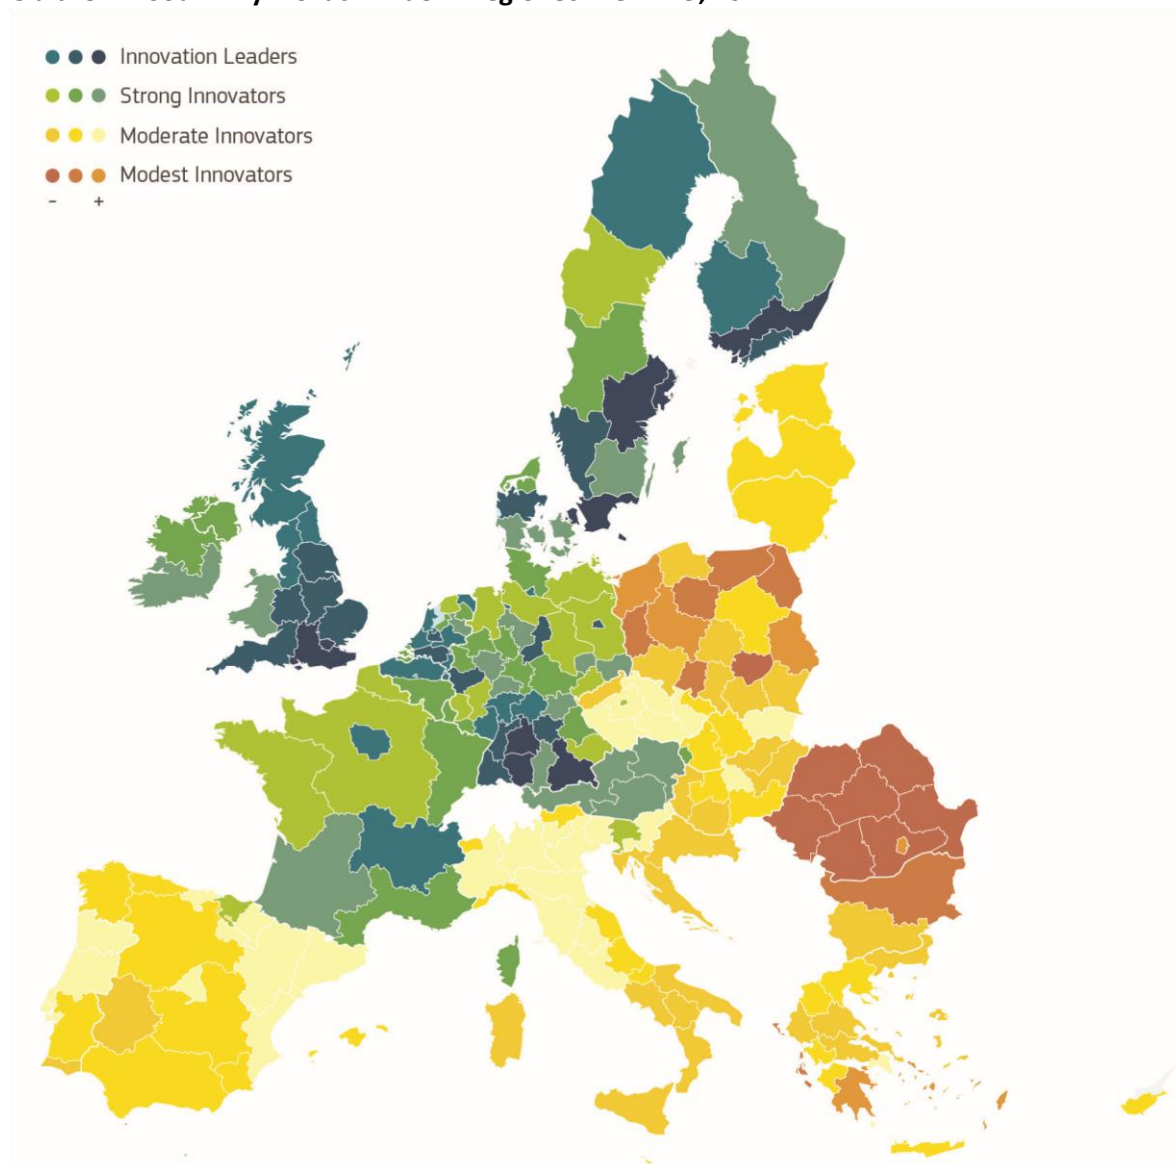 Innovation Leaders
Strong Innovators
Moderate Innovators
Modest Innovators
- +